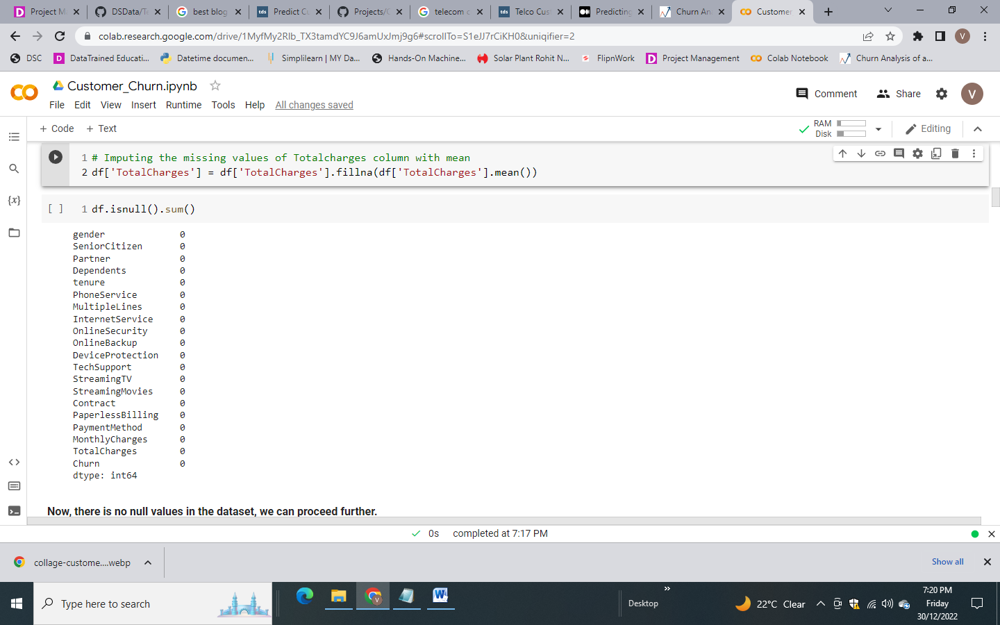 Project M
DSData/Te
best blog
Predict Cu
Projects/C
telecom c
Telco Cus
Predicting
Churn An
Customer
colab.research.google.com/drive/1MyfMy2RIb_TX3tamdYC9J6amUxJmj9g6#scrollTo=S1eJJ7rCiKH0&uniqifier=2
V
DSC
DataTrained Educati...
Datetime documen...
Simplilearn | MY Da...
Hands-On Machine...
Solar Plant Rohit N...
FlipnWork
Project Management
Colab Notebook
Churn Analysis of a...
Customer_Churn.ipynb
Comment
Share
V
File Edit View Insert Runtime Tools Help All changes saved
+ Code + Text
RAM
Disk
Editing
1 # Imputing the missing values of Totalcharges column with mean
2 df['TotalCharges'] = df['TotalCharges'].fillna(df['TotalCharges'].mean())
{x}
[ ] 1 df.isnull().sum()
gender 0
SeniorCitizen 0
Partner 0
Dependents 0
tenure 0
PhoneService 0
MultipleLines 0
InternetService 0
OnlineSecurity 0
OnlineBackup 0
DeviceProtection 0
TechSupport 0
StreamingTV 0
StreamingMovies 0
Contract 0
PaperlessBilling 0
PaymentMethod 0
MonthlyCharges 0
TotalCharges 0
Churn 0
dtype: int64
Now, there is no null values in the dataset, we can proceed further.
0s completed at 7:17 PM
collage-custome....webp
Show all
Type here to search
Desktop
22°C Clear
7:20 PM
Friday
30/12/2022